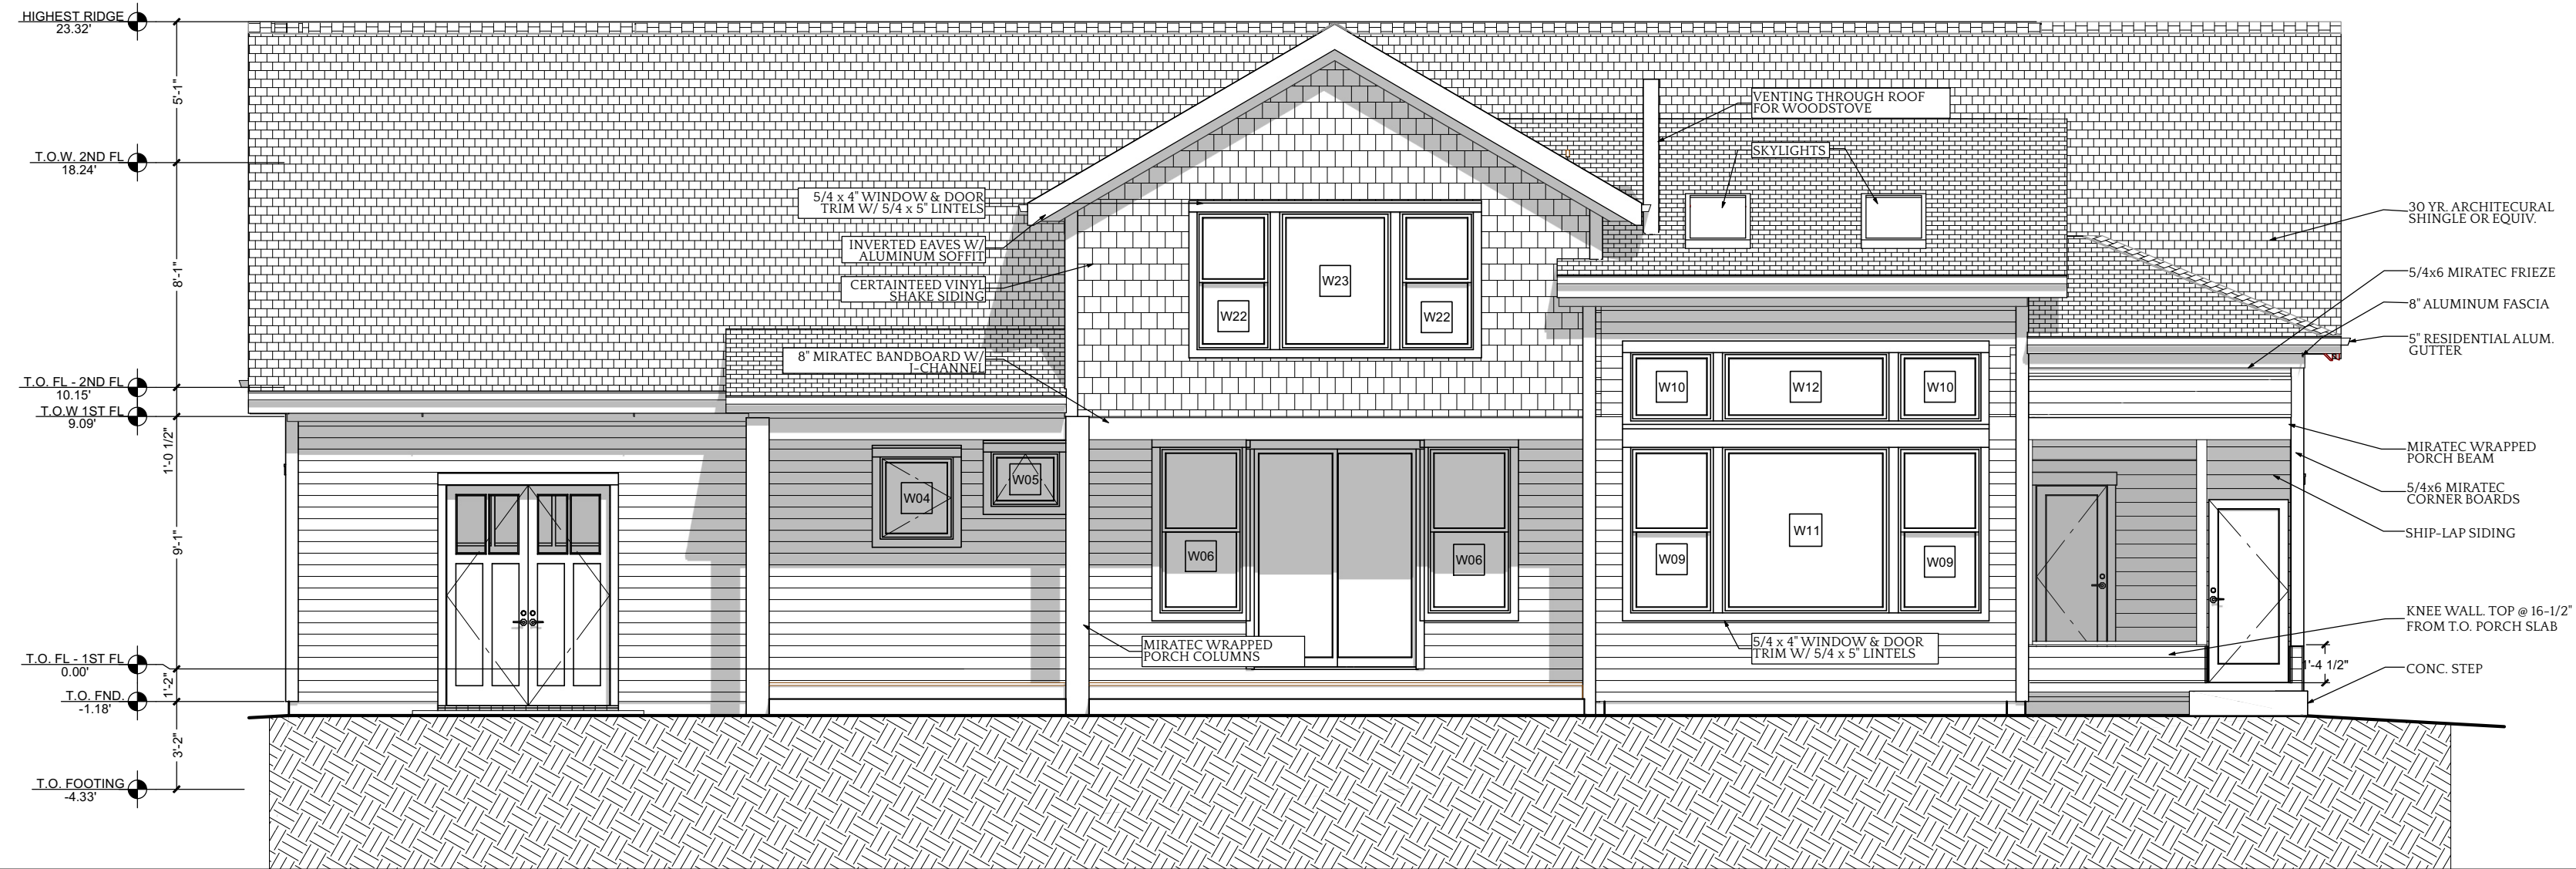 HIGHEST RIDGE
23.32'
5'-1"
T.O.W. 2ND FL
18.24'
8'-1"
T.O. FL - 2ND FL
10.15'
T.O.W 1ST FL
9.09'
1'-0 1/2"
9'-1"
T.O. FL - 1ST FL
0.00'
1'-2"
T.O. FND.
-1.18'
3'-2"
T.O. FOOTING
-4.33'
5/4 x 4" WINDOW & DOOR
TRIM W/ 5/4 x 5" LINTELS
INVERTED EAVES W/
ALUMINUM SOFFIT
CERTAINTEED VINYL
SHAKE SIDING
8" MIRATEC BANDBOARD W/
J-CHANNEL
VENTING THROUGH ROOF
FOR WOODSTOVE
SKYLIGHTS
W22
W23
W22
W04
W05
W06
W06
W10
W12
W10
W09
W11
W09
MIRATEC WRAPPED
PORCH COLUMNS
5/4 x 4" WINDOW & DOOR
TRIM W/ 5/4 x 5" LINTELS
30 YR. ARCHITECURAL
SHINGLE OR EQUIV.
5/4x6 MIRATEC FRIEZE
8" ALUMINUM FASCIA
5" RESIDENTIAL ALUM.
GUTTER
MIRATEC WRAPPED
PORCH BEAM
5/4x6 MIRATEC
CORNER BOARDS
SHIP-LAP SIDING
KNEE WALL. TOP @ 16-1/2"
FROM T.O. PORCH SLAB
1'-4 1/2"
CONC. STEP